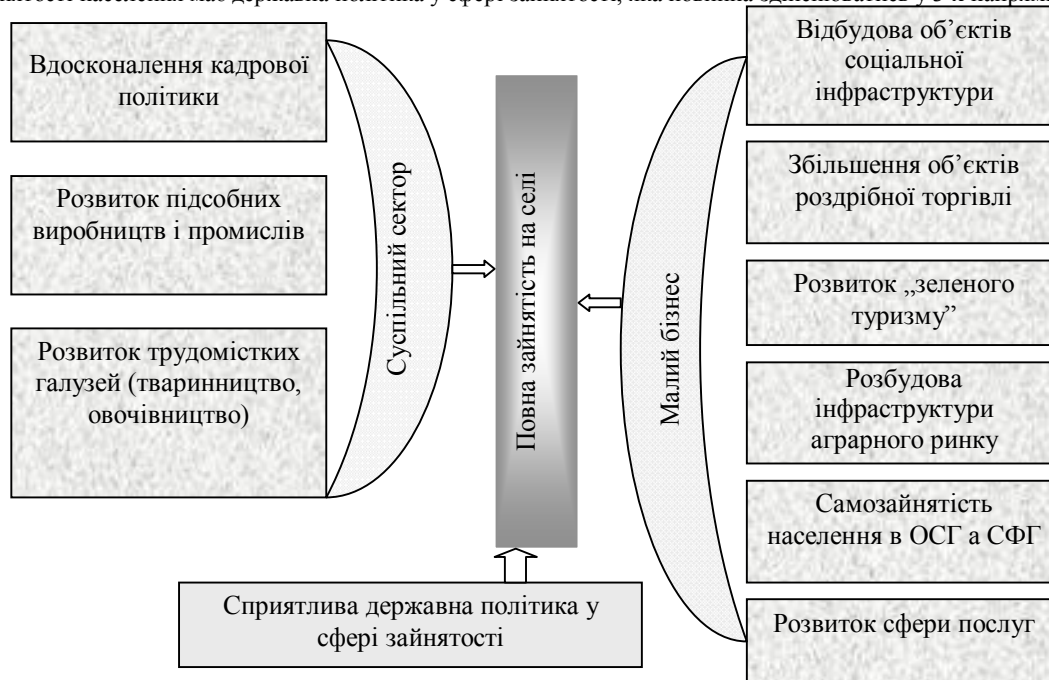 Вдосконалення кадрової
політики
Розвиток підсобних
виробництв і промислів
Розвиток трудомістких
галузей (тваринництво,
овочівництво)
Суспільний сектор
Повна зайнятість на селі
Малий бізнес
Відбудова об’єктів
соціальної
інфраструктури
Збільшення об’єктів
роздрібної торгівлі
Розвиток „зеленого
туризму”
Розбудова
інфраструктури
аграрного ринку
Самозайнятість
населення в ОСГ а СФГ
Розвиток сфери послуг
Сприятлива державна політика у
сфері зайнятості